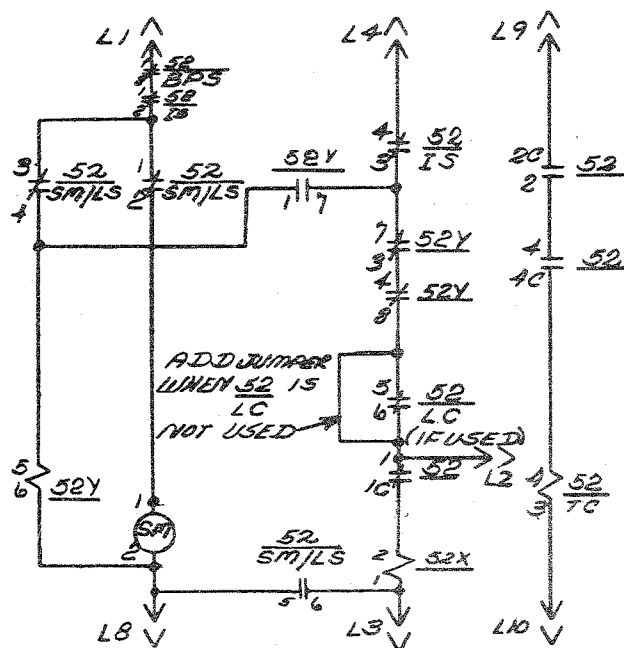 L1
L4
L9
52
BPS
52
IS
1
2
4
3
52
IS
2C
2
52
3
4
52
SM/LS
1
2
52
SM/LS
52Y
1 7
7
3
52Y
4
8
52Y
4
4C
52
ADD JUMPER
WHEN 52 IS
LC
NOT USED
5
6
52
LC
(IF USED)
1
1C
52
L2
5
6
52Y
1
SM
2
4
3
52
TC
52
SM/LS
5 6
2
1
52X
L8
L3
L10